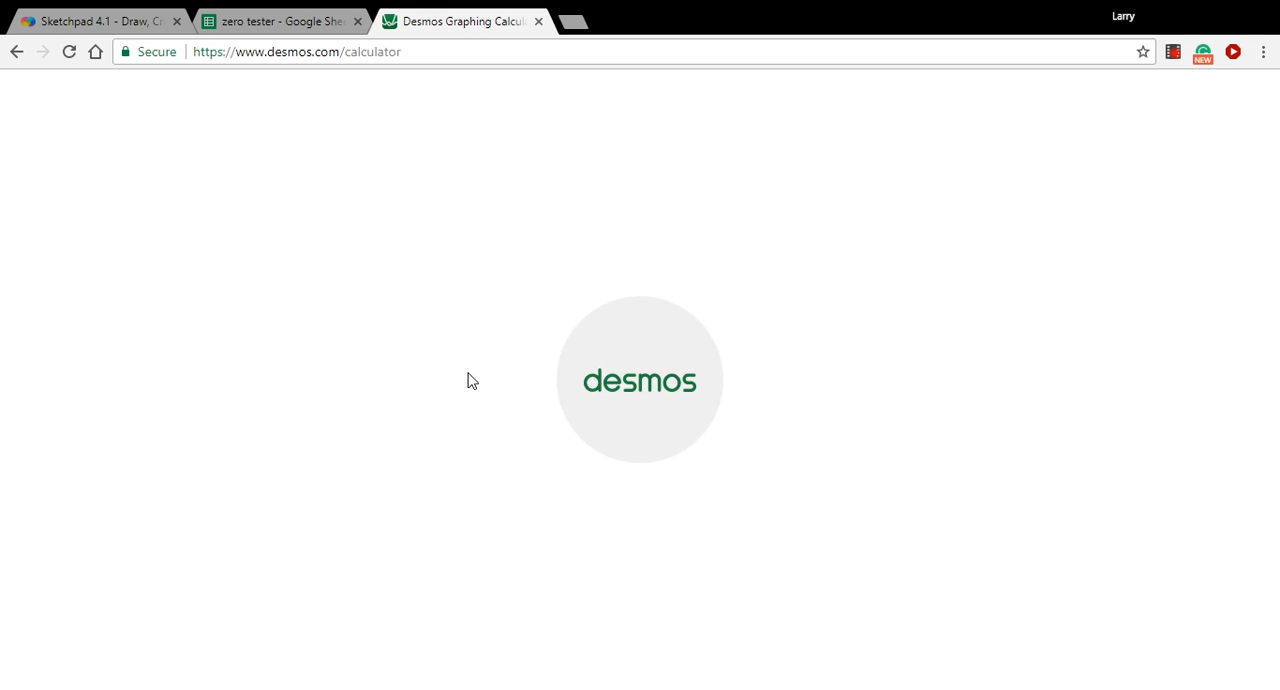 Larry
Sketchpad 4.1 - Draw, Cr
zero tester - Google She
Desmos Graphing Calcul
Secure
https://www.desmos.com/calculator
NEW
desmos